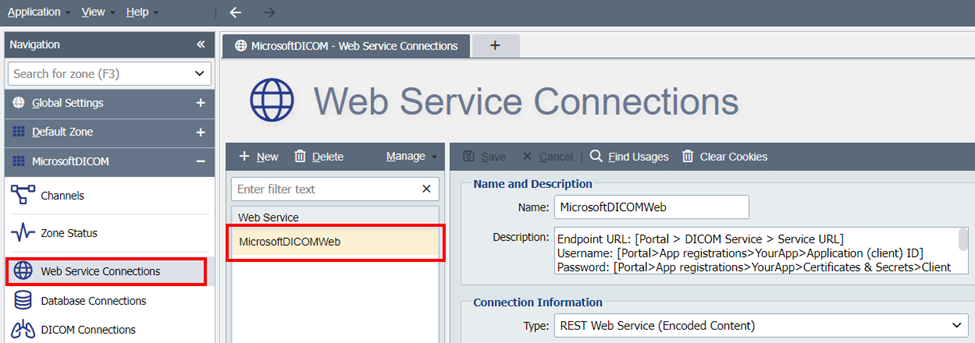 Application View Help
Navigation
MicrosoftDICOM - Web Service Connections
Search for zone (F3)
Global Settings
Default Zone
MicrosoftDICOM
Channels
Zone Status
Web Service Connections
Database Connections
DICOM Connections
Web Service Connections
New Delete Manage
Enter filter text
Web Service
MicrosoftDICOMWeb
Save Cancel Find Usages Clear Cookies
Name and Description
Name: MicrosoftDICOMWeb
Description: Endpoint URL: [Portal > DICOM Service > Service URL]
Username: [Portal>App registrations>YourApp>Application (client) ID]
Password: [Portal>App registrations>YourApp>Certificates & Secrets>Client
Connection Information
Type: REST Web Service (Encoded Content)